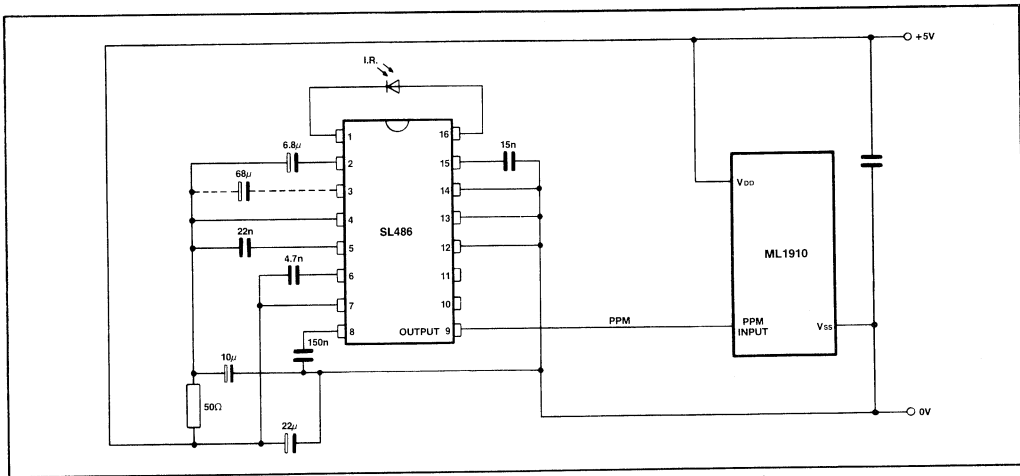 +5V
I.R.
1
16
15n
6.8μ
2
15
68μ
3
14
VDD
4
SL486
13
22n
5
12
ML1910
4.7n
6
11
7
10
8
OUTPUT 9
PPM
PPM
INPUT
VSS
150n
10μ
50Ω
22μ
0V